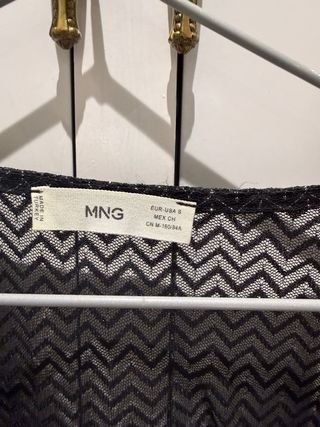 MADE IN
TURKEY
MNG
EUR-USA S
MEX CH
CN M-160/84A